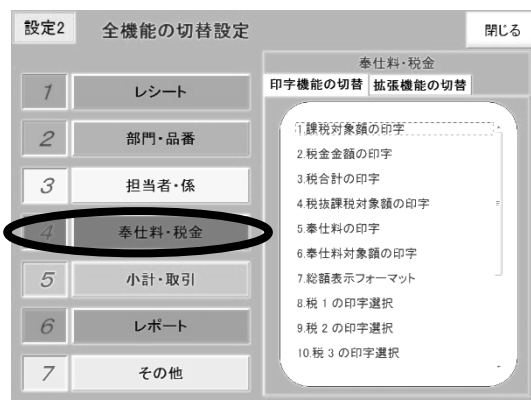 設定2 全機能の切替設定 閉じる
奉仕料・税金
印字機能の切替 拡張機能の切替
1 レシート
2 部門・品番
3 担当者・係
4 奉仕料・税金
5 小計・取引
6 レポート
7 その他
1.課税対象額の印字
2.税金金額の印字
3.税合計の印字
4.税抜課税対象額の印字
5.奉仕料の印字
6.奉仕料対象額の印字
7.総額表示フォーマット
8.税 1 の印字選択
9.税 2 の印字選択
10.税 3 の印字選択